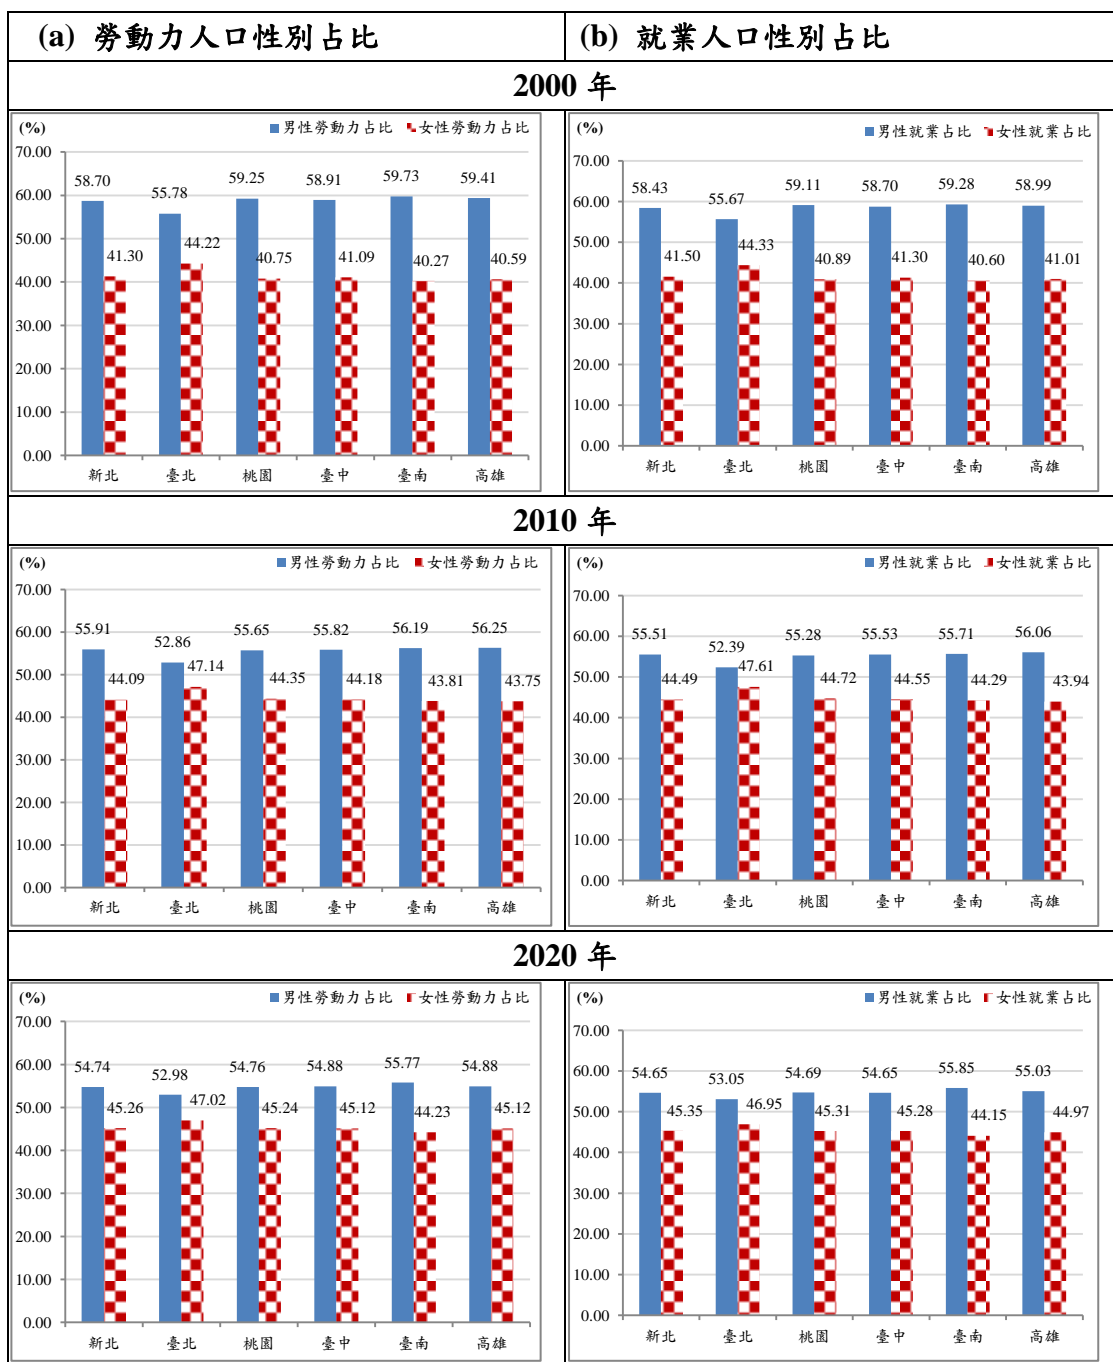 (a) 勞動力人口性別占比
(b) 就業人口性別占比
2000 年
(%)
男性勞動力占比 女性勞動力占比
70.00
60.00
50.00
40.00
30.00
20.00
10.00
0.00
58.70 55.78 59.25 58.91 59.73 59.41
41.30 44.22 40.75 41.09 40.27 40.59
新北 臺北 桃園 臺中 臺南 高雄
(%)
男性就業占比 女性就業占比
70.00
60.00
50.00
40.00
30.00
20.00
10.00
0.00
58.43 55.67 59.11 58.70 59.28 58.99
41.50 44.33 40.89 41.30 40.60 41.01
新北 臺北 桃園 臺中 臺南 高雄
2010 年
(%)
男性勞動力占比 女性勞動力占比
70.00
60.00
50.00
40.00
30.00
20.00
10.00
0.00
55.91 52.86 55.65 55.82 56.19 56.25
44.09 47.14 44.35 44.18 43.81 43.75
新北 臺北 桃園 臺中 臺南 高雄
(%)
男性就業占比 女性就業占比
70.00
60.00
50.00
40.00
30.00
20.00
10.00
0.00
55.51 52.39 55.28 55.53 55.71 56.06
44.49 47.61 44.72 44.55 44.29 43.94
新北 臺北 桃園 臺中 臺南 高雄
2020 年
(%)
男性勞動力占比 女性勞動力占比
70.00
60.00
50.00
40.00
30.00
20.00
10.00
0.00
54.74 52.98 54.76 54.88 55.77 54.88
45.26 47.02 45.24 45.12 44.23 45.12
新北 臺北 桃園 臺中 臺南 高雄
(%)
男性就業占比 女性就業占比
70.00
60.00
50.00
40.00
30.00
20.00
10.00
0.00
54.65 53.05 54.69 54.65 55.85 55.03
45.35 46.95 45.31 45.28 44.15 44.97
新北 臺北 桃園 臺中 臺南 高雄